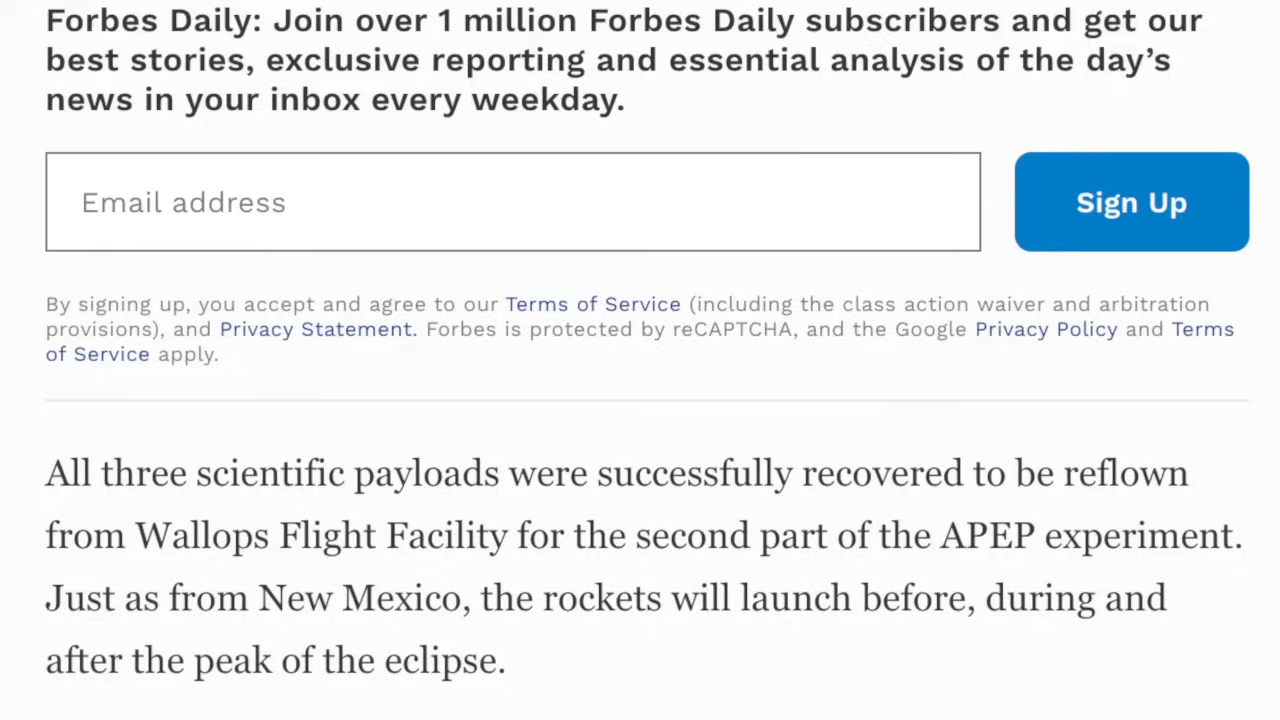 Forbes Daily: Join over 1 million Forbes Daily subscribers and get our
best stories, exclusive reporting and essential analysis of the day’s
news in your inbox every weekday.
Email address
Sign Up
By signing up, you accept and agree to our Terms of Service (including the class action waiver and arbitration
provisions), and Privacy Statement. Forbes is protected by reCAPTCHA, and the Google Privacy Policy and Terms
of Service apply.
All three scientific payloads were successfully recovered to be reflown
from Wallops Flight Facility for the second part of the APEP experiment.
Just as from New Mexico, the rockets will launch before, during and
after the peak of the eclipse.